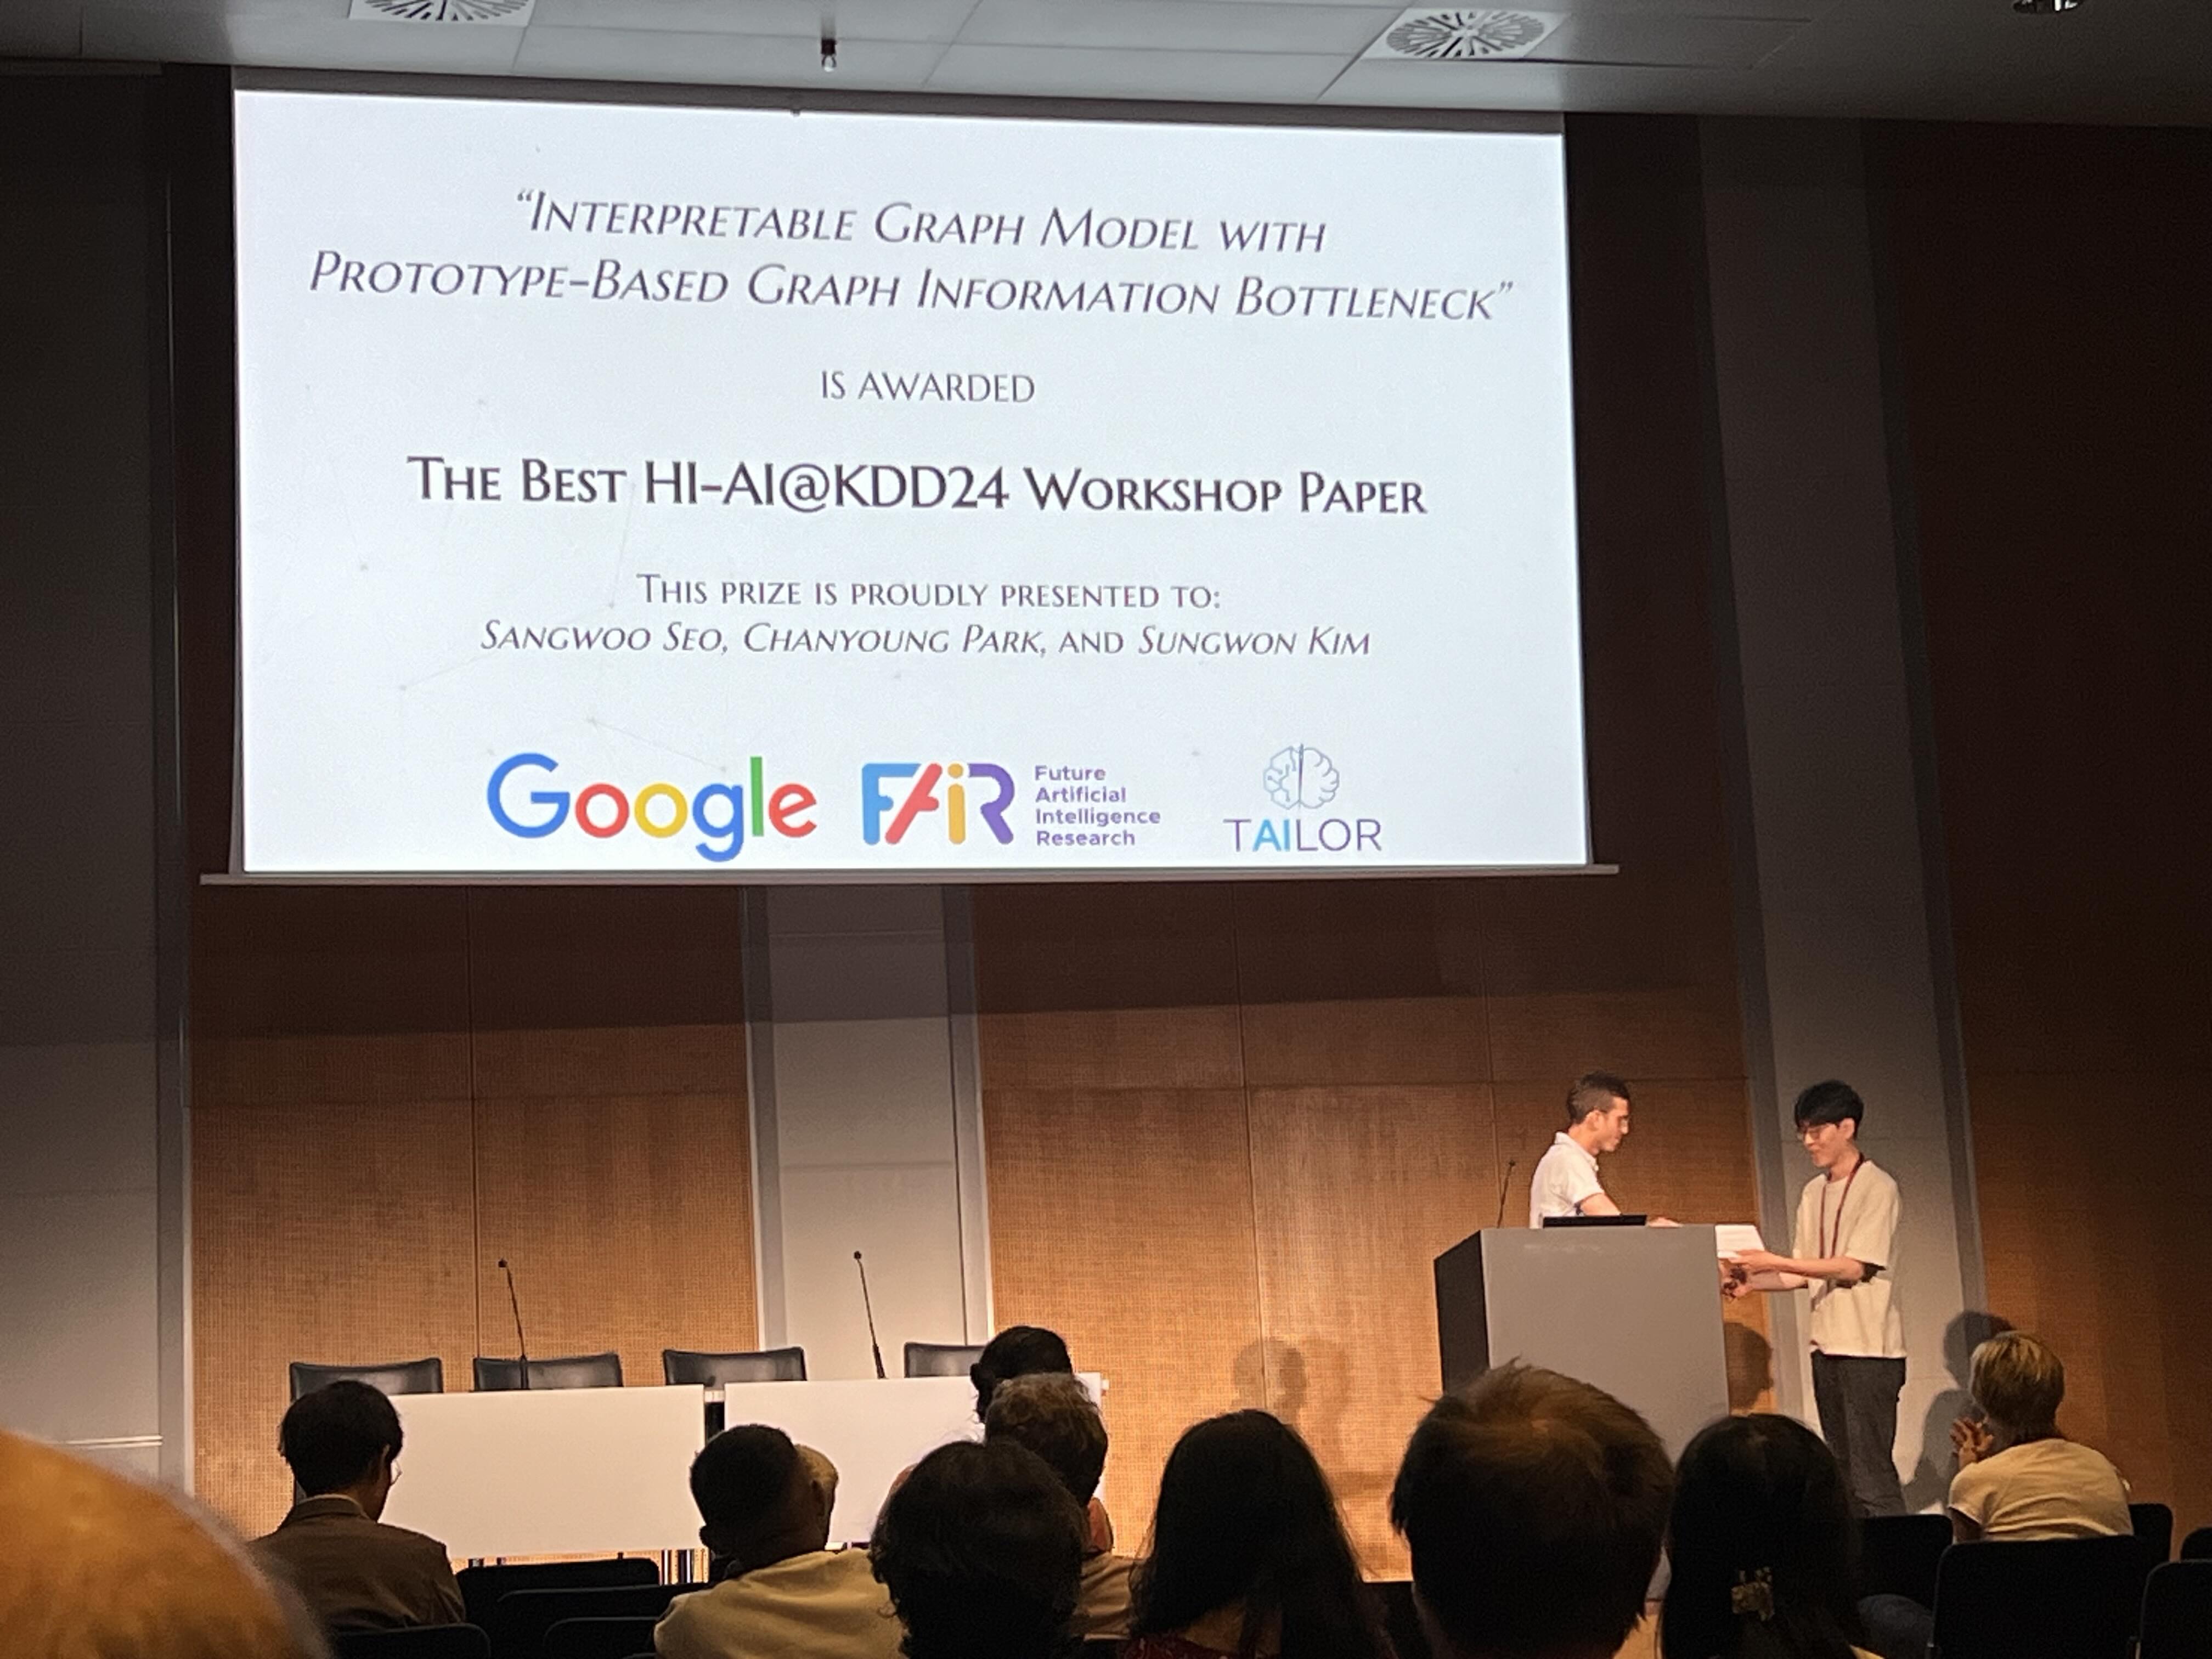 “INTERPRETABLE GRAPH MODEL WITH
PROTOTYPE-BASED GRAPH INFORMATION BOTTLENECK”
IS AWARDED
THE BEST HI-AI@KDD24 WORKSHOP PAPER
THIS PRIZE IS PROUDLY PRESENTED TO:
SANGWOO SEO, CHANYOUNG PARK, AND SUNGWON KIM
Google
FAIR
Future
Artificial
Intelligence
Research
TAILOR